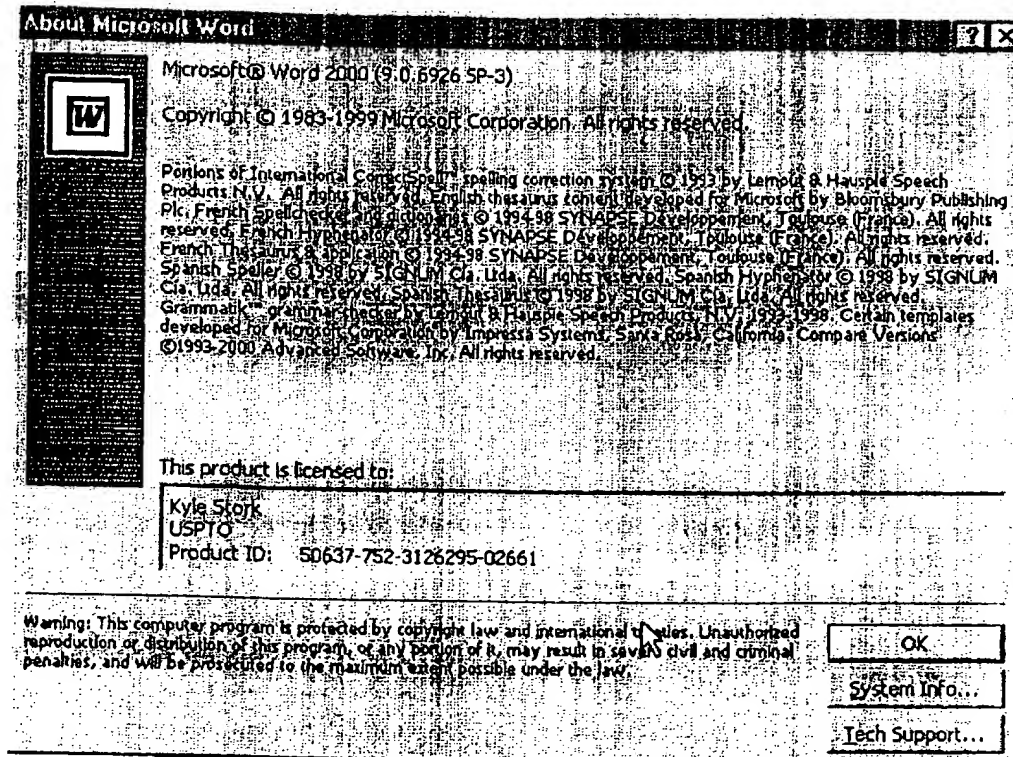 About Microsoft Word
Microsoft® Word 2000 (9.0.6926 SP-3)
Copyright © 1983-1999 Microsoft Corporation. All rights reserved.
Portions of International CorrectSpell™ spelling correction system © 1993 by Lernout & Hauspie Speech
Products N.V. All rights reserved. English thesaurus content developed for Microsoft by Bloomsbury Publishing
Plc. French Spellchecker and dictionaries © 1994-98 SYNAPSE Développement, Toulouse (France). All rights
reserved. French Hyphenator © 1994-98 SYNAPSE Développement, Toulouse (France). All rights reserved.
French Thesaurus & application © 1994-98 SYNAPSE Développement, Toulouse (France). All rights reserved.
Spanish Speller © 1998 by SIGNUM Cía. Ltda. All rights reserved. Spanish Hyphenator © 1998 by SIGNUM
Cía. Ltda. All rights reserved. Spanish Thesaurus © 1998 by SIGNUM Cía. Ltda. All rights reserved.
Grammatik™ grammar checker by Lernout & Hauspie Speech Products, N.V. 1993-1998. Certain templates
developed for Microsoft Corporation by Impressa Systems, Santa Rosa, California. Compare Versions
©1993-2000 Advanced Software, Inc. All rights reserved.
This product is licensed to:
Kyle Stork
USPTO
Product ID: 50637-752-3126295-02661
Warning: This computer program is protected by copyright law and international treaties. Unauthorized
reproduction or distribution of this program, or any portion of it, may result in severe civil and criminal
penalties, and will be prosecuted to the maximum extent possible under the law.
OK
System Info...
Tech Support...